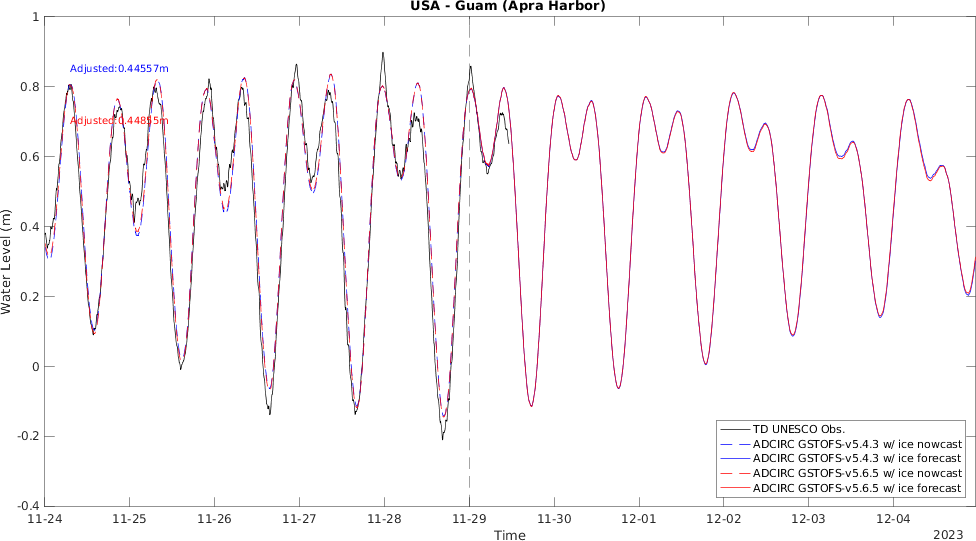 USA - Guam (Apra Harbor)
1
0.8
0.6
0.4
0.2
0
-0.2
-0.4
Water Level (m)
Adjusted:0.44557m
Adjusted:0.44855m
TD UNESCO Obs.
ADCIRC GSTOFS-v5.4.3 w/ ice nowcast
ADCIRC GSTOFS-v5.4.3 w/ ice forecast
ADCIRC GSTOFS-v5.6.5 w/ ice nowcast
ADCIRC GSTOFS-v5.6.5 w/ ice forecast
11-24 11-25 11-26 11-27 11-28 11-29 11-30 12-01 12-02 12-03 12-04
Time
2023